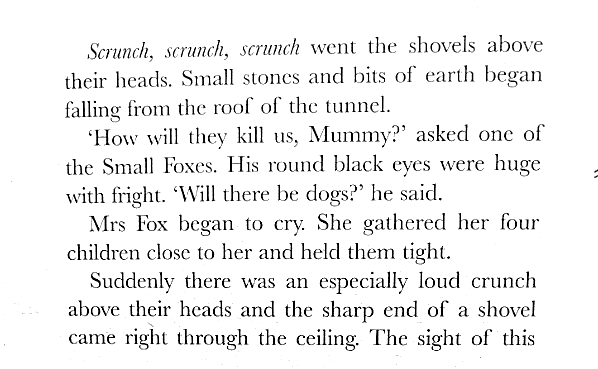 Scrunch, scrunch, scrunch went the shovels above
their heads. Small stones and bits of earth began
falling from the roof of the tunnel.
‘How will they kill us, Mummy?’ asked one of
the Small Foxes. His round black eyes were huge
with fright. ‘Will there be dogs?’ he said.
Mrs Fox began to cry. She gathered her four
children close to her and held them tight.
Suddenly there was an especially loud crunch
above their heads and the sharp end of a shovel
came right through the ceiling. The sight of this